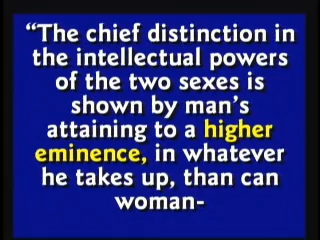 “The chief distinction in
the intellectual powers
of the two sexes is
shown by man’s
attaining to a higher
eminence, in whatever
he takes up, than can
woman-